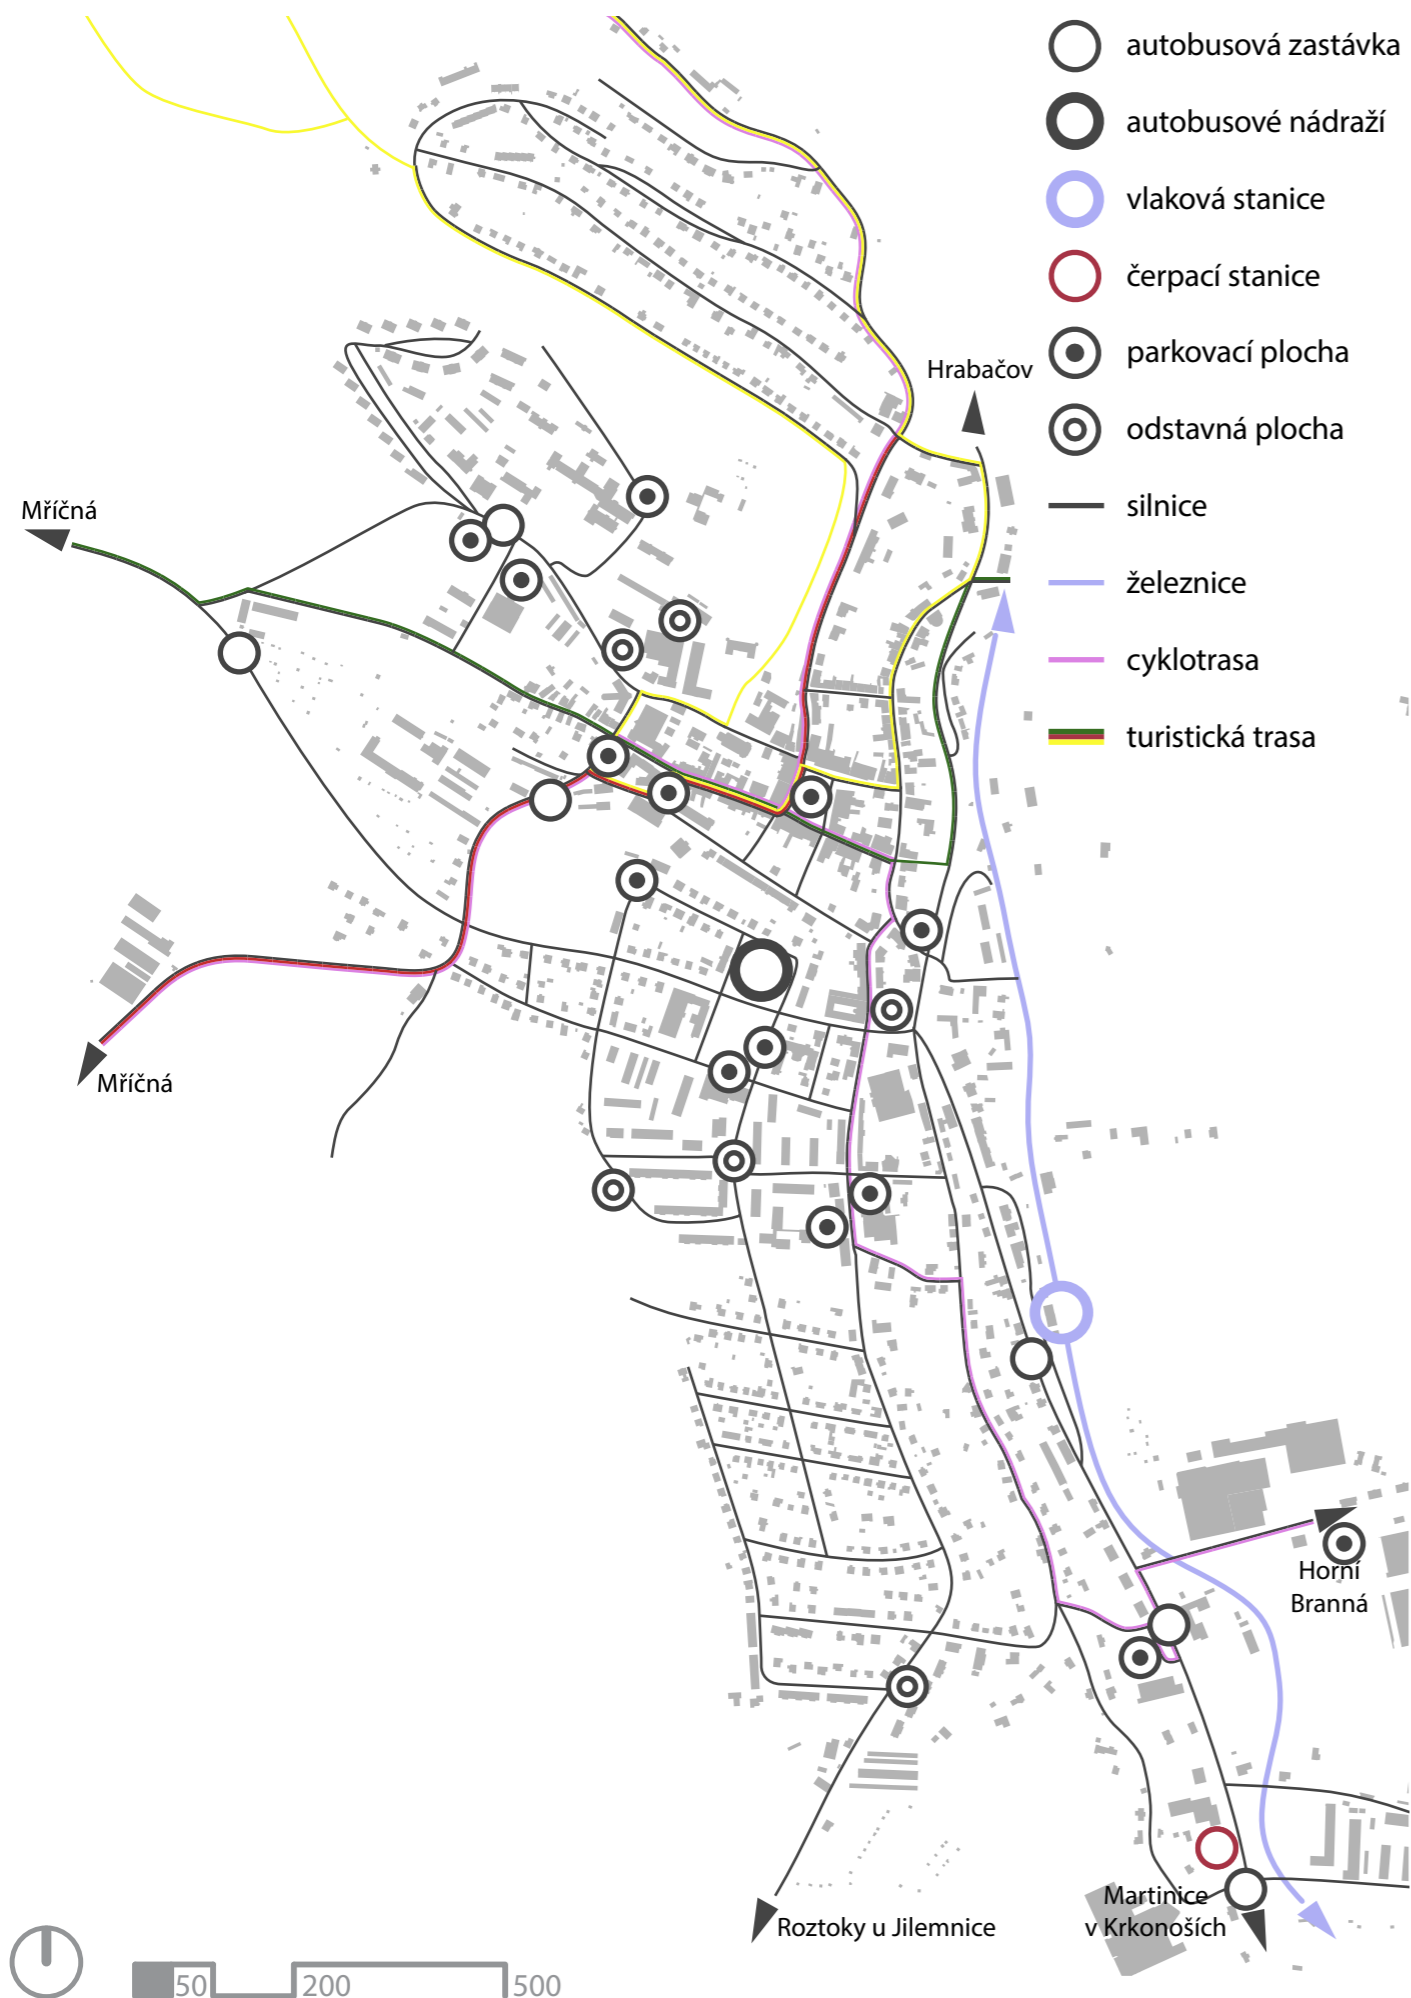 autobusová zastávka
autobusové nádraží
vlaková stanice
čerpací stanice
parkovací plocha
Hrabačov
odstavná plocha
silnice
Mříčná
železnice
cyklotrasa
turistická trasa
Mříčná
Horní
Branná
Martinice
v Krkonoších
Roztoky u Jilemnice
50
200
500